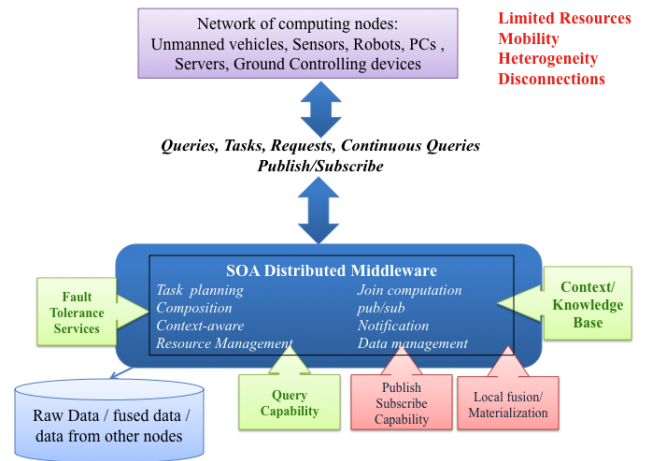 Network of computing nodes:
Unmanned vehicles, Sensors, Robots, PCs ,
Servers, Ground Controlling devices
Limited Resources
Mobility
Heterogeneity
Disconnections
Queries, Tasks, Requests, Continuous Queries
Publish/Subscribe
SOA Distributed Middleware
Task planning
Composition
Context-aware
Resource Management
Join computation
pub/sub
Notification
Data management
Fault
Tolerance
Services
Context/
Knowledge
Base
Raw Data / fused data /
data from other nodes
Query
Capability
Publish
Subscribe
Capability
Local fusion/
Materialization